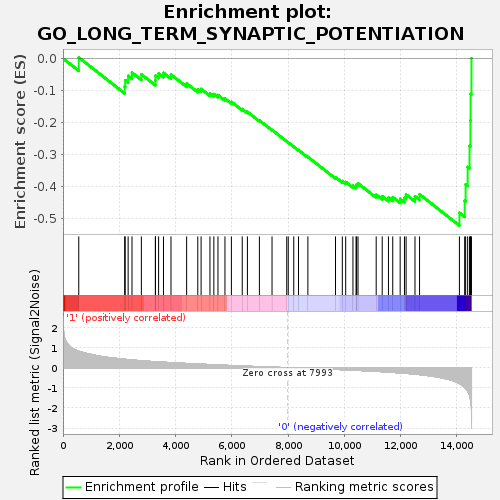 Enrichment plot:
GO_LONG_TERM_SYNAPTIC_POTENTIATION
Enrichment score (ES)
0.0
-0.1
-0.2
-0.3
-0.4
-0.5
Ranked list metric (Signal2Noise)
'1' (positively correlated)
2
1
0
-1
-2
-3
Zero cross at 7993
'0' (negatively correlated)
0
2,000
4,000
6,000
8,000
10,000
12,000
14,000
Rank in Ordered Dataset
Enrichment profile
Hits
Ranking metric scores